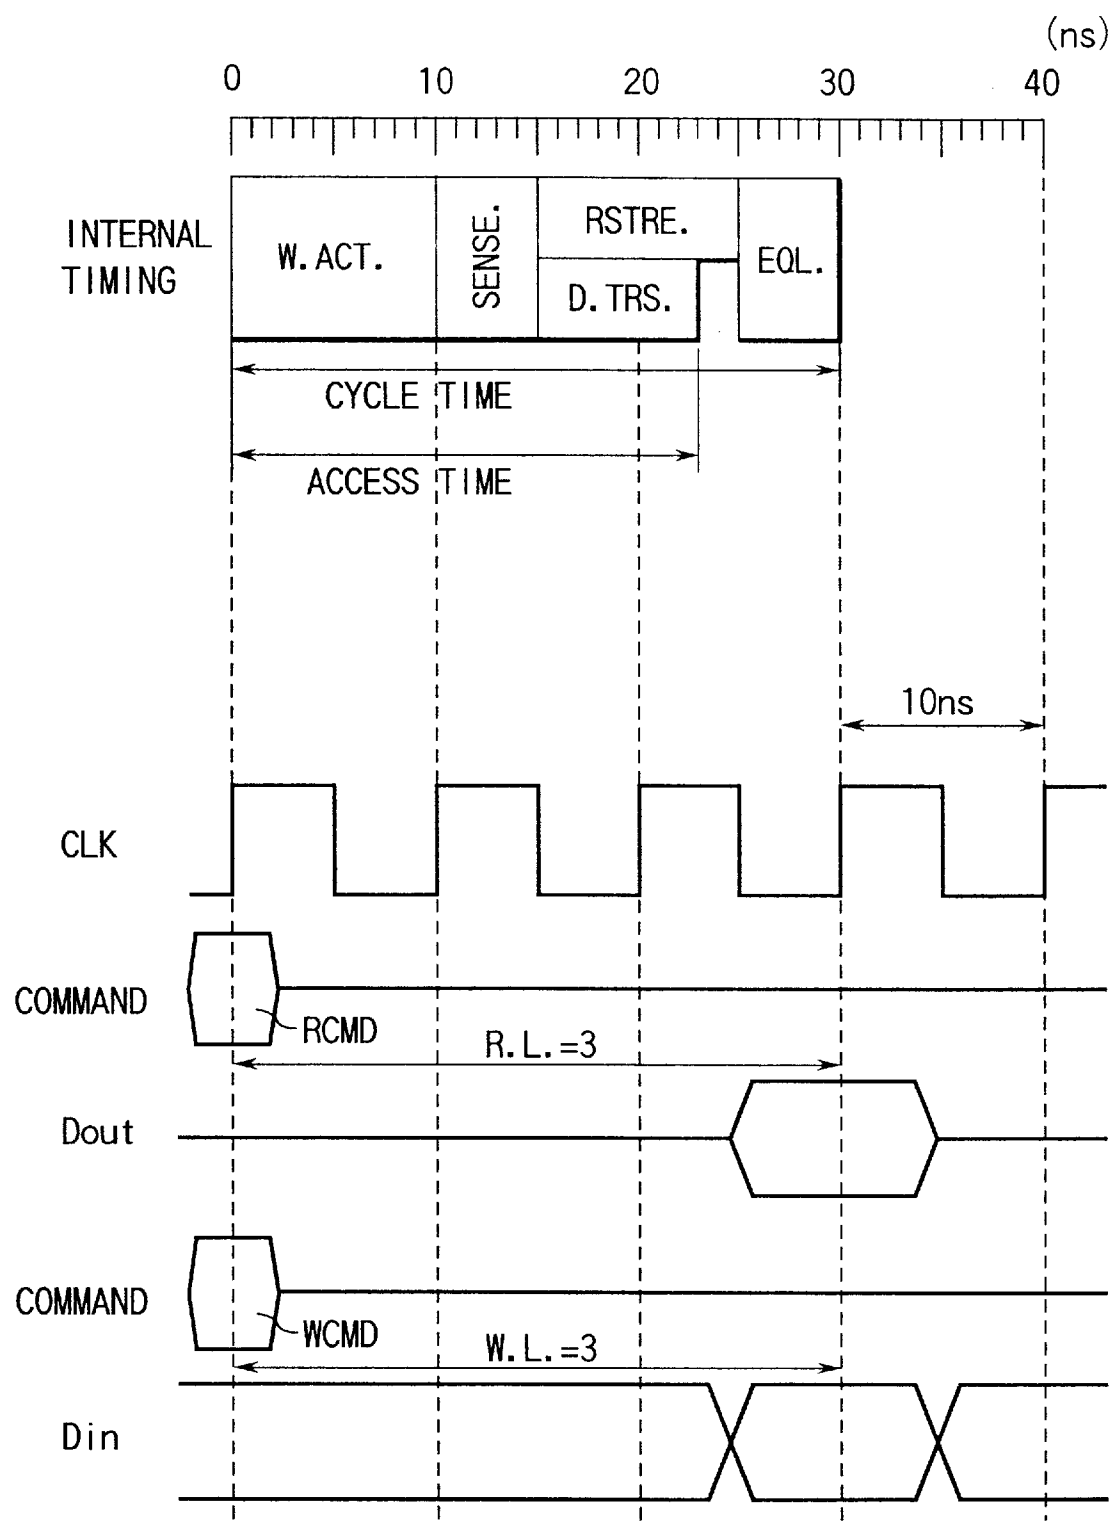 (ns)
0 10 20 30 40
INTERNAL
TIMING
W.ACT.
SENSE.
RSTRE.
D.TRS.
EQL.
CYCLE TIME
ACCESS TIME
10ns
CLK
COMMAND
RCMD
R.L.=3
Dout
COMMAND
WCMD
W.L.=3
Din